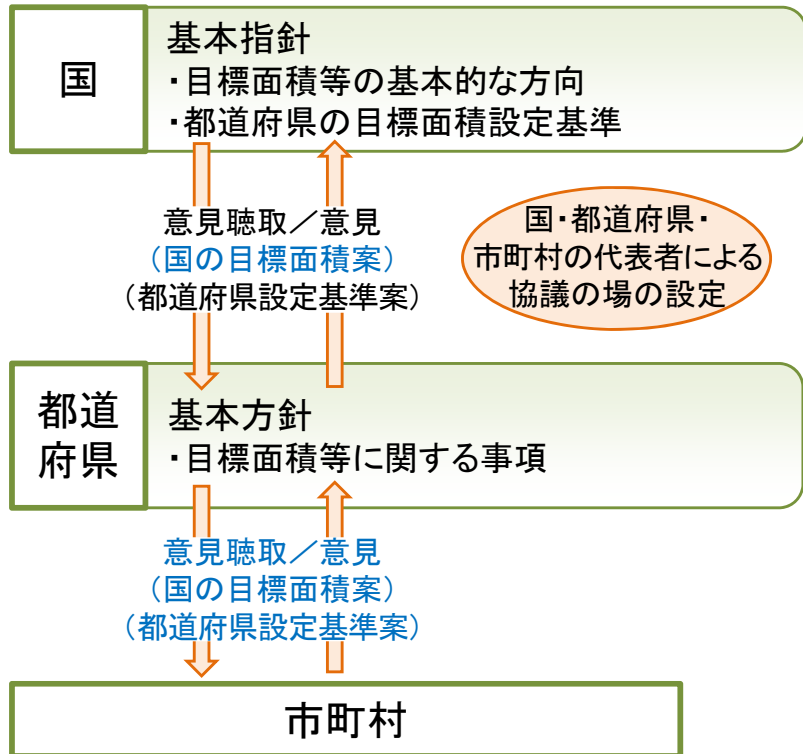 国
基本指針
・目標面積等の基本的な方向
・都道府県の目標面積設定基準
意見聴取／意見
（国の目標面積案）
（都道府県設定基準案）
国・都道府県・
市町村の代表者による
協議の場の設定
都道
府県
基本方針
・目標面積等に関する事項
意見聴取／意見
（国の目標面積案）
（都道府県設定基準案）
市町村